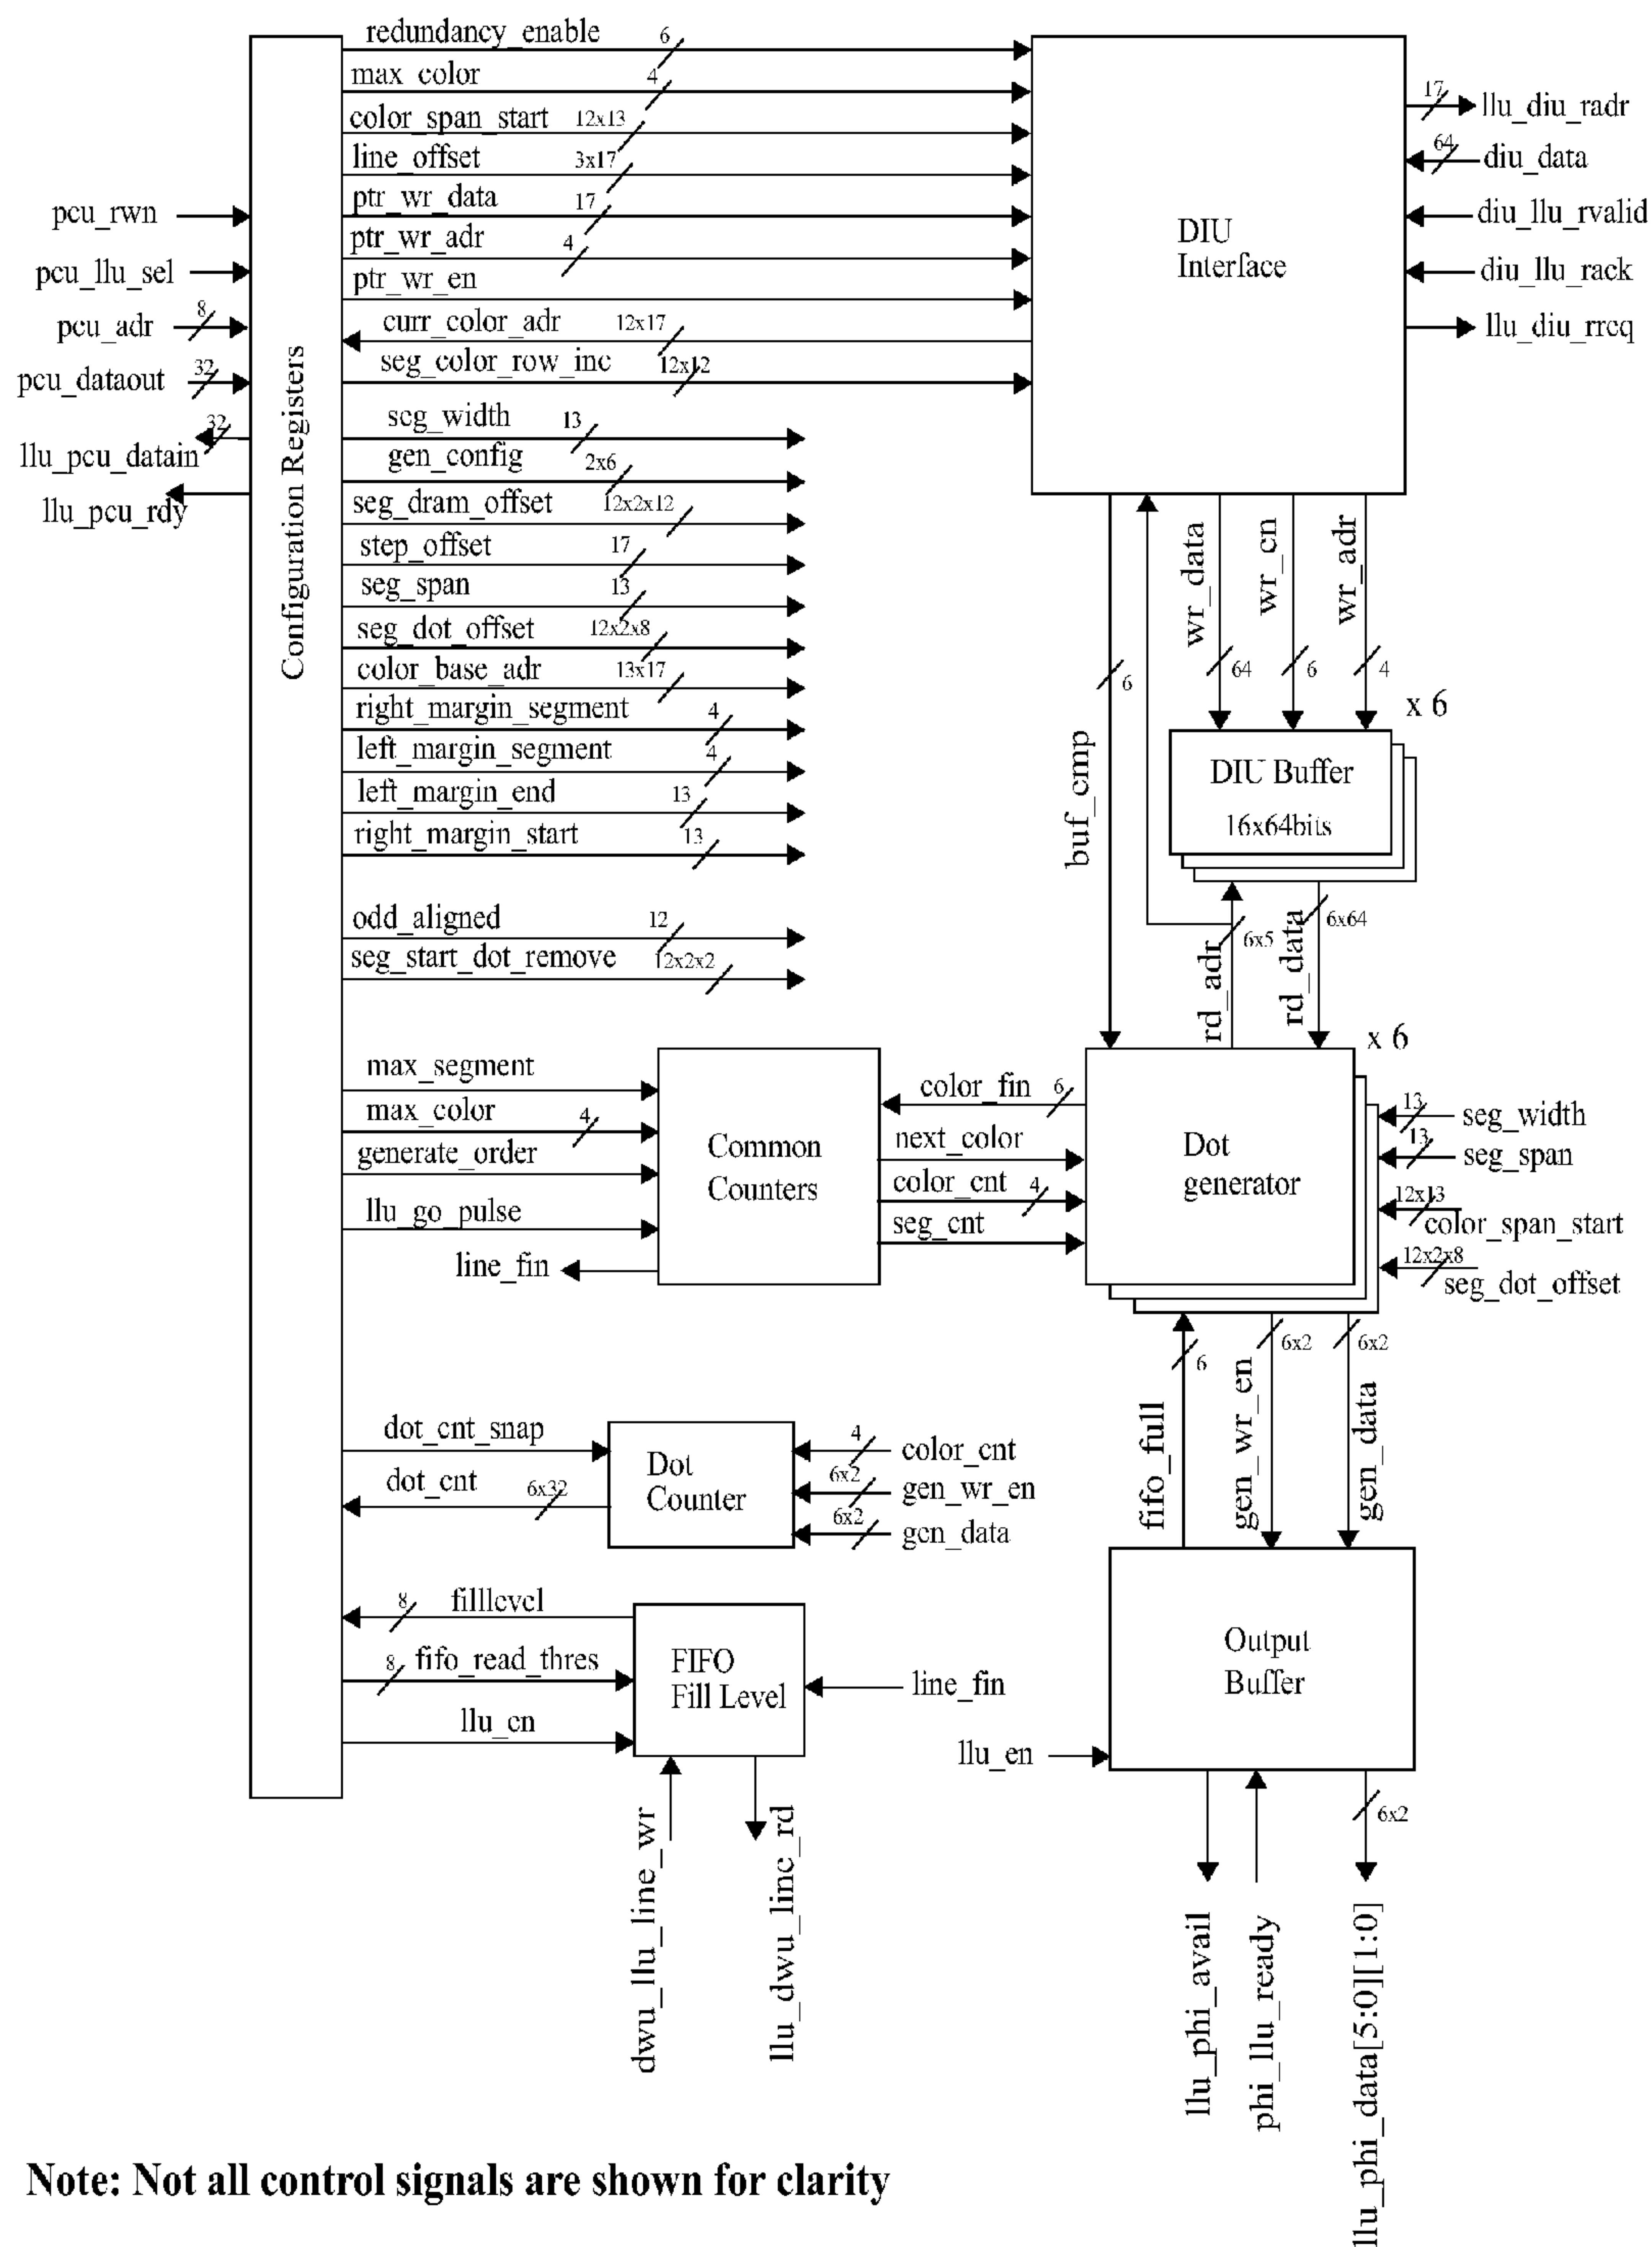 redundancy_enable 6
max_color 4
color_span_start 12x13
line_offset 3x17
ptr_wr_data 17
ptr_wr_adr 4
ptr_wr_en
curr_color_adr 12x17
seg_color_row_inc 12x12
seg_width 13
gen_config 2x6
seg_dram_offset 12x2x12
step_offset 17
seg_span 13
seg_dot_offset 12x2x8
color_base_adr 13x17
right_margin_segment 4
left_margin_segment 4
left_margin_end 13
right_margin_start 13
odd_aligned 12
seg_start_dot_remove 12x2x2
pcu_rwn
pcu_llu_sel
pcu_adr 8
pcu_dataout 32
llu_pcu_datain 32
llu_pcu_rdy
Configuration Registers
DIU
Interface
17 llu_diu_radr
64 diu_data
diu_llu_rvalid
diu_llu_rack
llu_diu_rreq
buf_cmp 6
wr_data 64
wr_en 6
wr_adr 4
x 6
DIU Buffer
16x64bits
rd_adr 6x5
rd_data 6x64
x 6
max_segment
max_color 4
generate_order
llu_go_pulse
line_fin
Common
Counters
color_fin 6
next_color
color_cnt 4
seg_cnt
Dot
generator
13 seg_width
13 seg_span
12x13
color_span_start
12x2x8
seg_dot_offset
fifo_full 6
gen_wr_en 6x2
gen_data 6x2
dot_cnt_snap
dot_cnt 6x32
Dot
Counter
4 color_cnt
6x2 gen_wr_en
6x2 gen_data
8 filllevel
8 fifo_read_thres
llu_en
FIFO
Fill Level
line_fin
dwu_llu_line_wr
llu_dwu_line_rd
Output
Buffer
llu_en
6x2
llu_phi_avail
phi_llu_ready
llu_phi_data[5:0][1:0]
Note: Not all control signals are shown for clarity